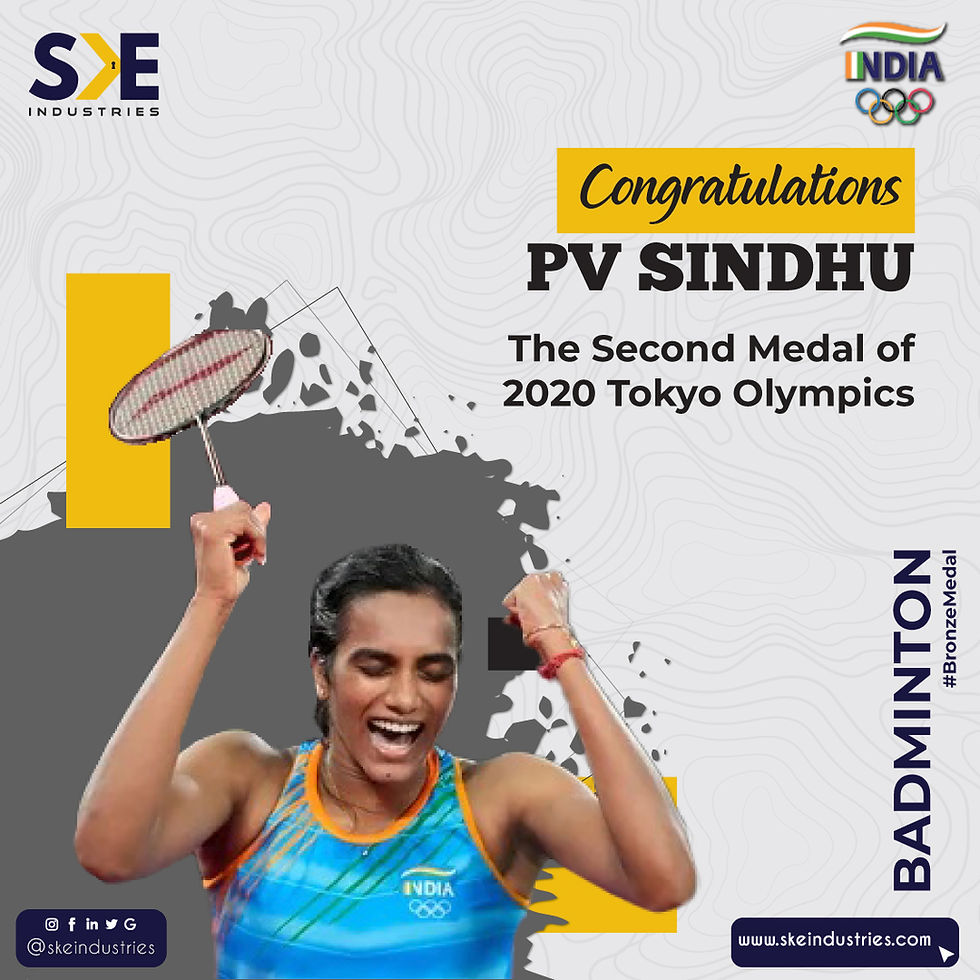 SKE
INDUSTRIES
INDIA
Congratulations
PV SINDHU
The Second Medal of
2020 Tokyo Olympics
BADMINTON
#BronzeMedal
INDIA
@skeindustries
www.skeindustries.com